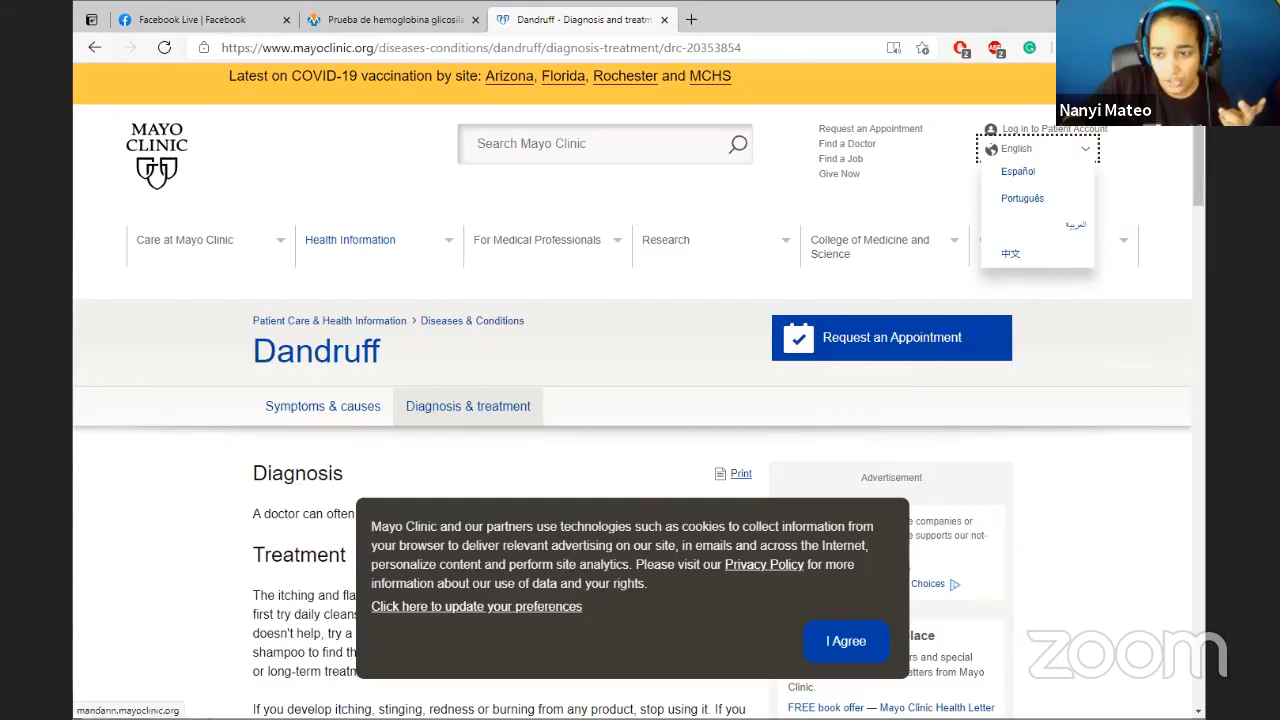 Facebook Live | Facebook
Prueba de hemoglobina glicosila
Dandruff - Diagnosis and treatm
https://www.mayoclinic.org/diseases-conditions/dandruff/diagnosis-treatment/drc-20353854
2
2
Nanyi Mateo
Latest on COVID-19 vaccination by site: Arizona, Florida, Rochester and MCHS
MAYO
CLINIC
Search Mayo Clinic
Request an Appointment
Find a Doctor
Find a Job
Give Now
Log in to Patient Account
English
Español
Português
العربية
中文
Care at Mayo Clinic
Health Information
For Medical Professionals
Research
College of Medicine and
Science
Patient Care & Health Information › Diseases & Conditions
Dandruff
Request an Appointment
Symptoms & causes
Diagnosis & treatment
Diagnosis
Print
Advertisement
A doctor can often
Treatment
The itching and
first try daily
doesn't help, try a
shampoo to find
or long-term
If you develop itching, stinging, redness or burning from any product, stop using it. If you
Mayo Clinic and our partners use technologies such as cookies to collect information from
your browser to deliver relevant advertising on our site, in emails and across the Internet,
personalize content and perform site analytics. Please visit our Privacy Policy for more
information about our use of data and your rights.
Click here to update your preferences
I Agree
companies or
supports our not-
Choices
and special
from Mayo
Clinic.
FREE book offer — Mayo Clinic Health Letter
mandarin.mayoclinic.org
zoom